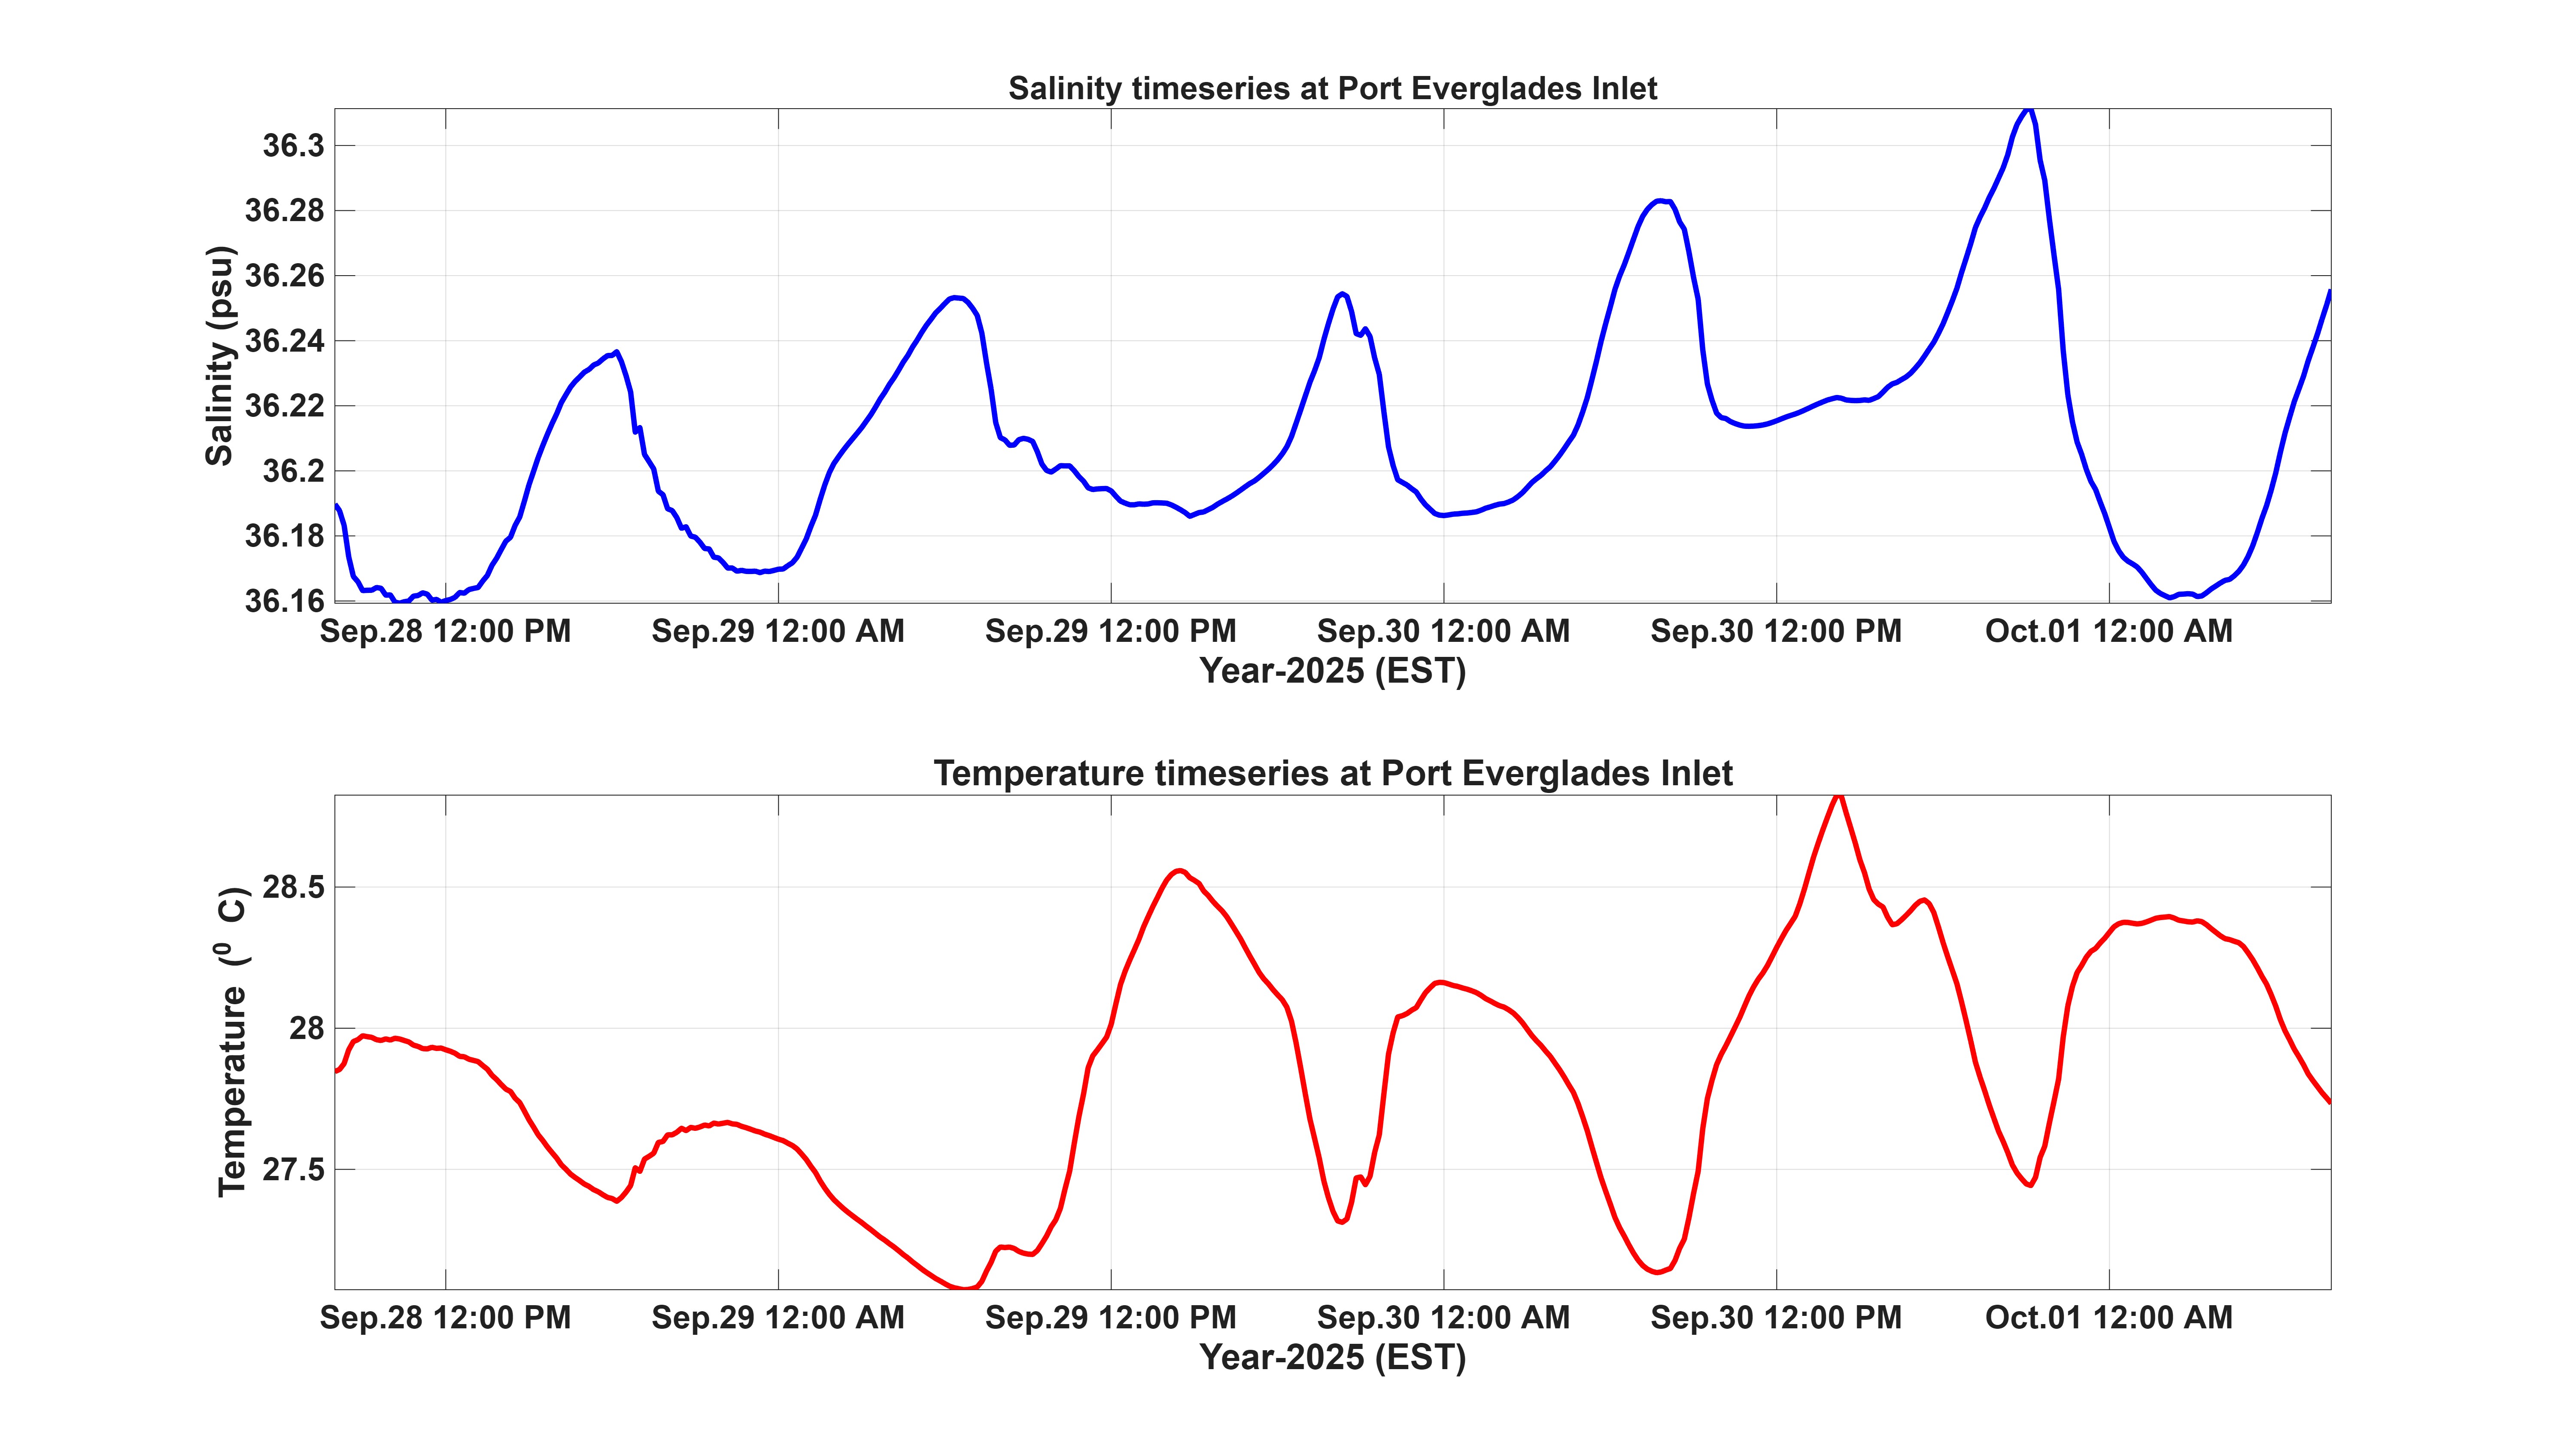 Salinity timeseries at Port Everglades Inlet
Salinity (psu)
36.3
36.28
36.26
36.24
36.22
36.2
36.18
36.16
Sep.28 12:00 PM Sep.29 12:00 AM Sep.29 12:00 PM Sep.30 12:00 AM Sep.30 12:00 PM Oct.01 12:00 AM
Year-2025 (EST)
Temperature timeseries at Port Everglades Inlet
Temperature (⁰ C)
28.5
28
27.5
Sep.28 12:00 PM Sep.29 12:00 AM Sep.29 12:00 PM Sep.30 12:00 AM Sep.30 12:00 PM Oct.01 12:00 AM
Year-2025 (EST)